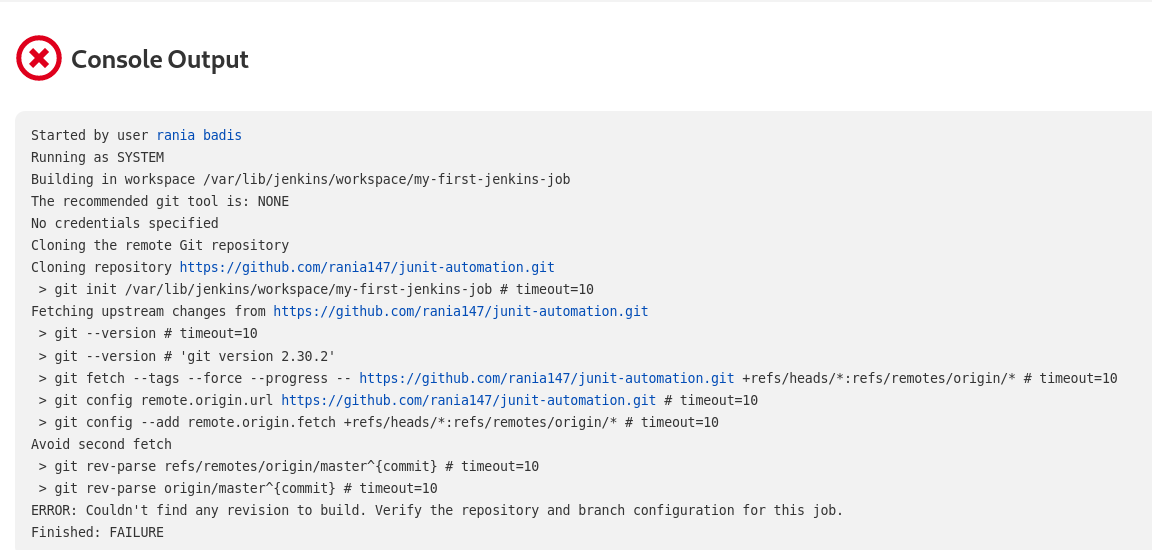 Console Output
Started by user rania badis
Running as SYSTEM
Building in workspace /var/lib/jenkins/workspace/my-first-jenkins-job
The recommended git tool is: NONE
No credentials specified
Cloning the remote Git repository
Cloning repository https://github.com/rania147/junit-automation.git
 > git init /var/lib/jenkins/workspace/my-first-jenkins-job # timeout=10
Fetching upstream changes from https://github.com/rania147/junit-automation.git
 > git --version # timeout=10
 > git --version # 'git version 2.30.2'
 > git fetch --tags --force --progress -- https://github.com/rania147/junit-automation.git +refs/heads/*:refs/remotes/origin/* # timeout=10
 > git config remote.origin.url https://github.com/rania147/junit-automation.git # timeout=10
 > git config --add remote.origin.fetch +refs/heads/*:refs/remotes/origin/* # timeout=10
Avoid second fetch
 > git rev-parse refs/remotes/origin/master^{commit} # timeout=10
 > git rev-parse origin/master^{commit} # timeout=10
ERROR: Couldn't find any revision to build. Verify the repository and branch configuration for this job.
Finished: FAILURE